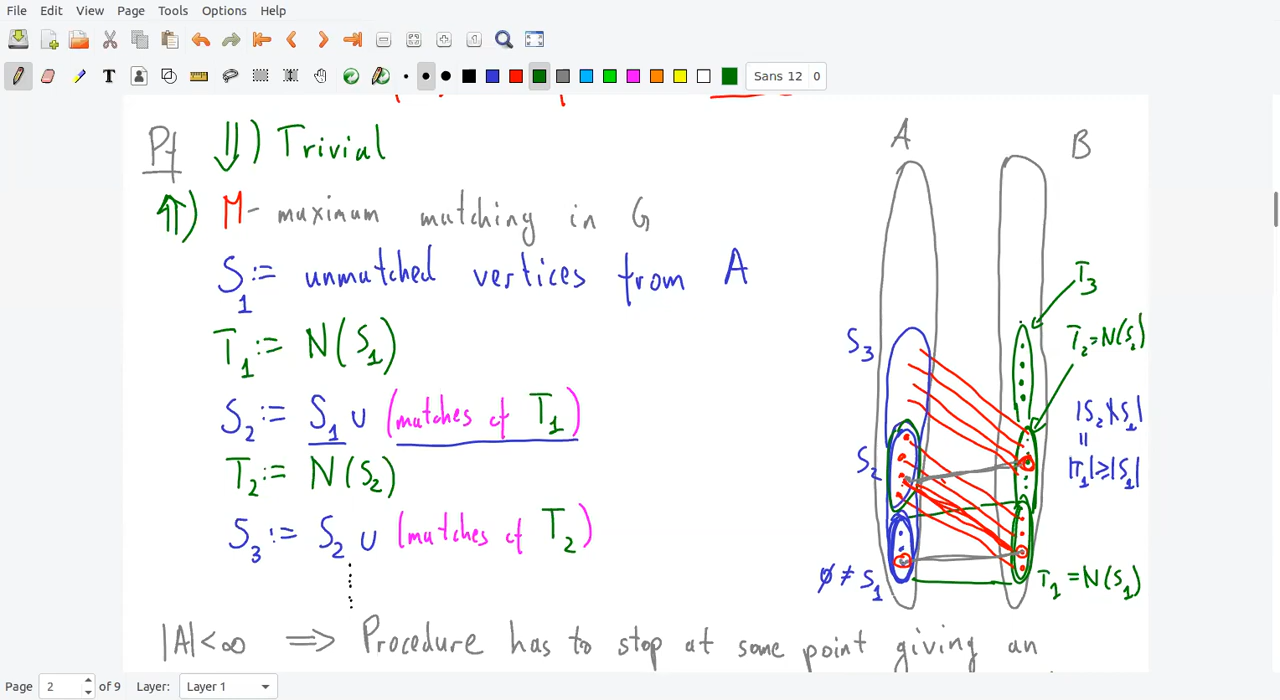 File Edit View Page Tools Options Help
Sans 12 0
Pf ⇓) Trivial
⇑) M- maximum matching in G
S₁ := unmatched vertices from A
T₁ := N(S₁)
S₂ := S₁ ∪ (matches of T₁)
T₂ := N(S₂)
S₃ := S₂ ∪ (matches of T₂)
|A|<∞ ⟹ Procedure has to stop at some point giving an
A
B
T₃
T₂=N(S₂)
S₃
|S₂\S₁|
=
|T₁|≥|S₁|
S₂
∅ ≠ S₁
T₁ =N(S₁)
Page 2 of 9 Layer: Layer 1